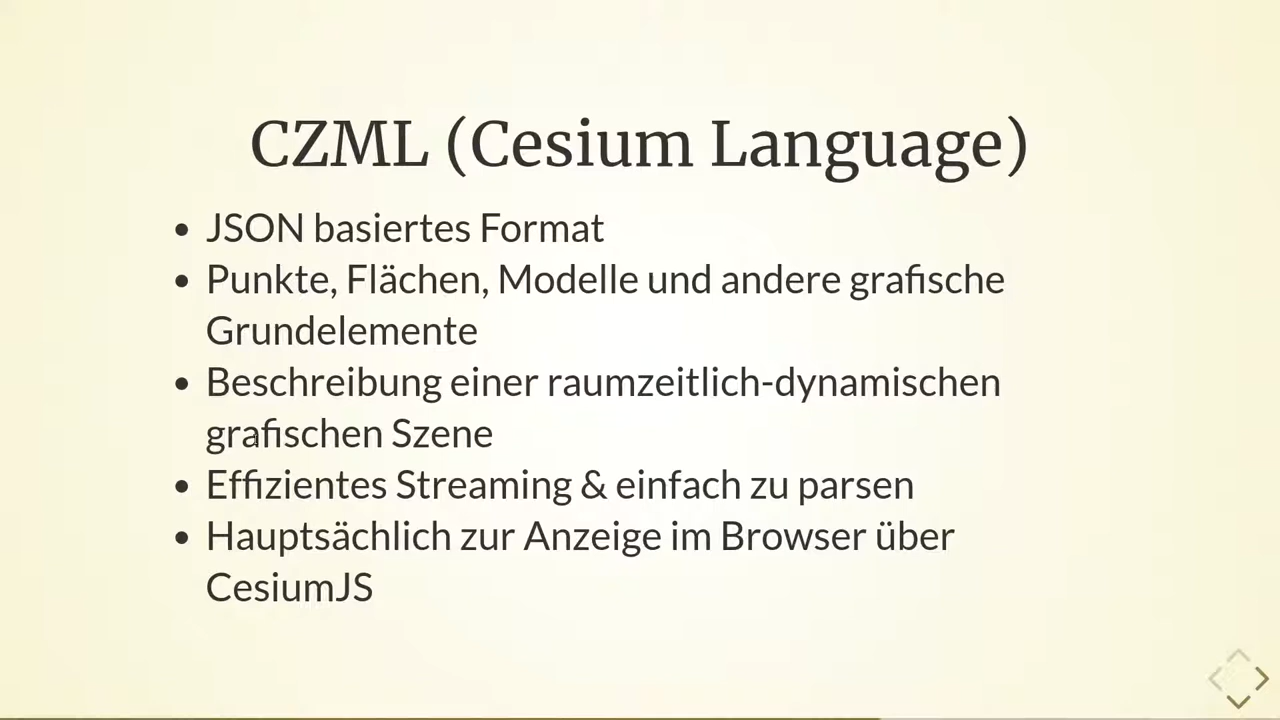 CZML (Cesium Language)
• JSON basiertes Format
• Punkte, Flächen, Modelle und andere grafische
Grundelemente
• Beschreibung einer raumzeitlich-dynamischen
grafischen Szene
• Effizientes Streaming & einfach zu parsen
• Hauptsächlich zur Anzeige im Browser über
CesiumJS